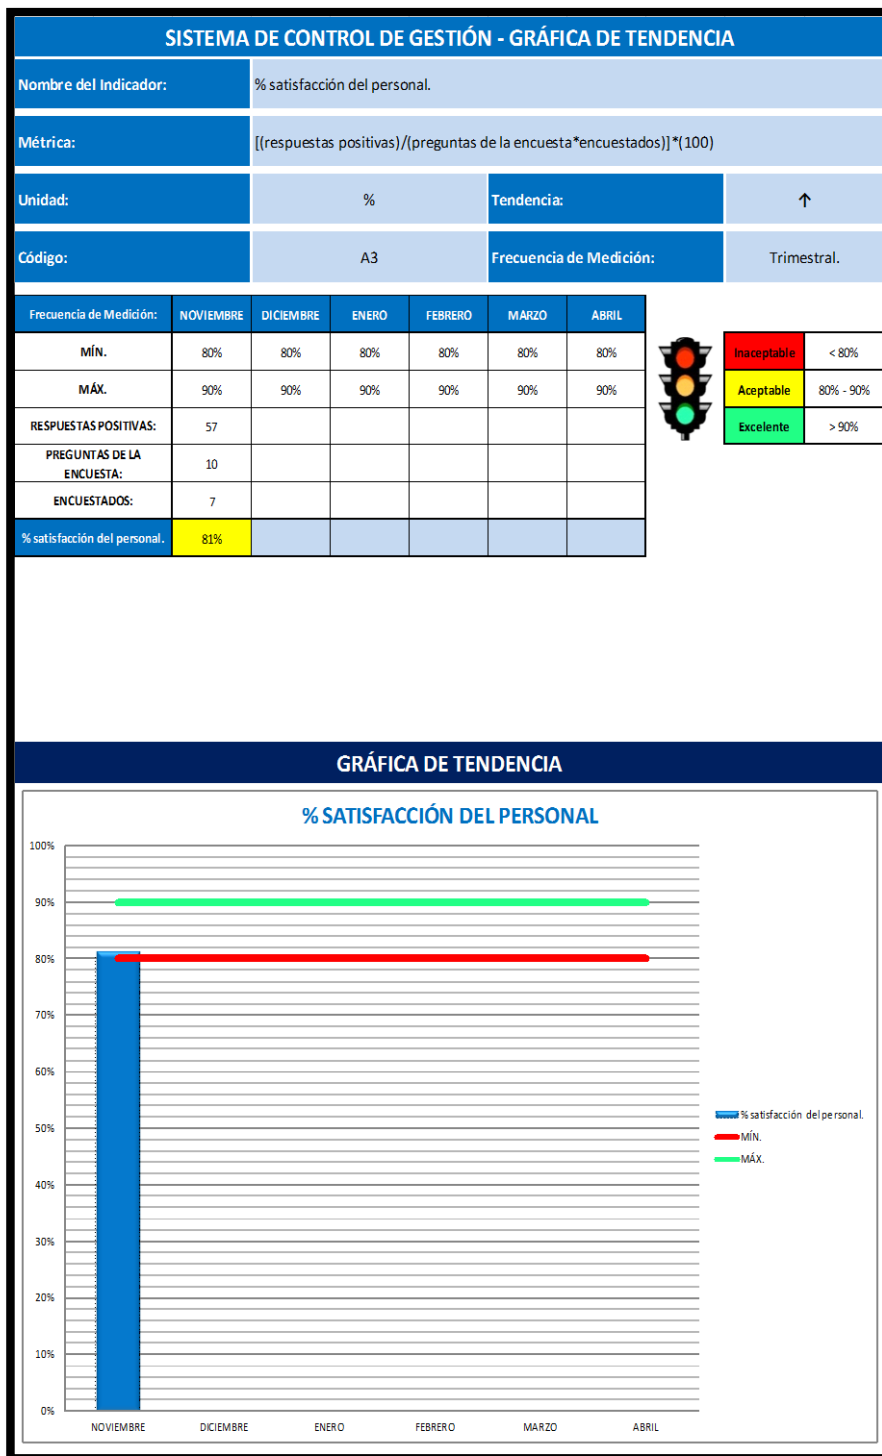 SISTEMA DE CONTROL DE GESTIÓN - GRÁFICA DE TENDENCIA
Nombre del Indicador: % satisfacción del personal.
Métrica: [(respuestas positivas)/(preguntas de la encuesta*encuestados)]*(100)
Unidad: % Tendencia: ↑
Código: A3 Frecuencia de Medición: Trimestral.
Frecuencia de Medición: NOVIEMBRE DICIEMBRE ENERO FEBRERO MARZO ABRIL
MÍN. 80% 80% 80% 80% 80% 80%
MÁX. 90% 90% 90% 90% 90% 90%
RESPUESTAS POSITIVAS: 57
PREGUNTAS DE LA
ENCUESTA: 10
ENCUESTADOS: 7
% satisfacción del personal. 81%
Inaceptable < 80%
Aceptable 80% - 90%
Excelente > 90%
GRÁFICA DE TENDENCIA
% SATISFACCIÓN DEL PERSONAL
100%
90%
80%
70%
60%
50%
40%
30%
20%
10%
0%
NOVIEMBRE DICIEMBRE ENERO FEBRERO MARZO ABRIL
% satisfacción del personal.
MÍN.
MÁX.